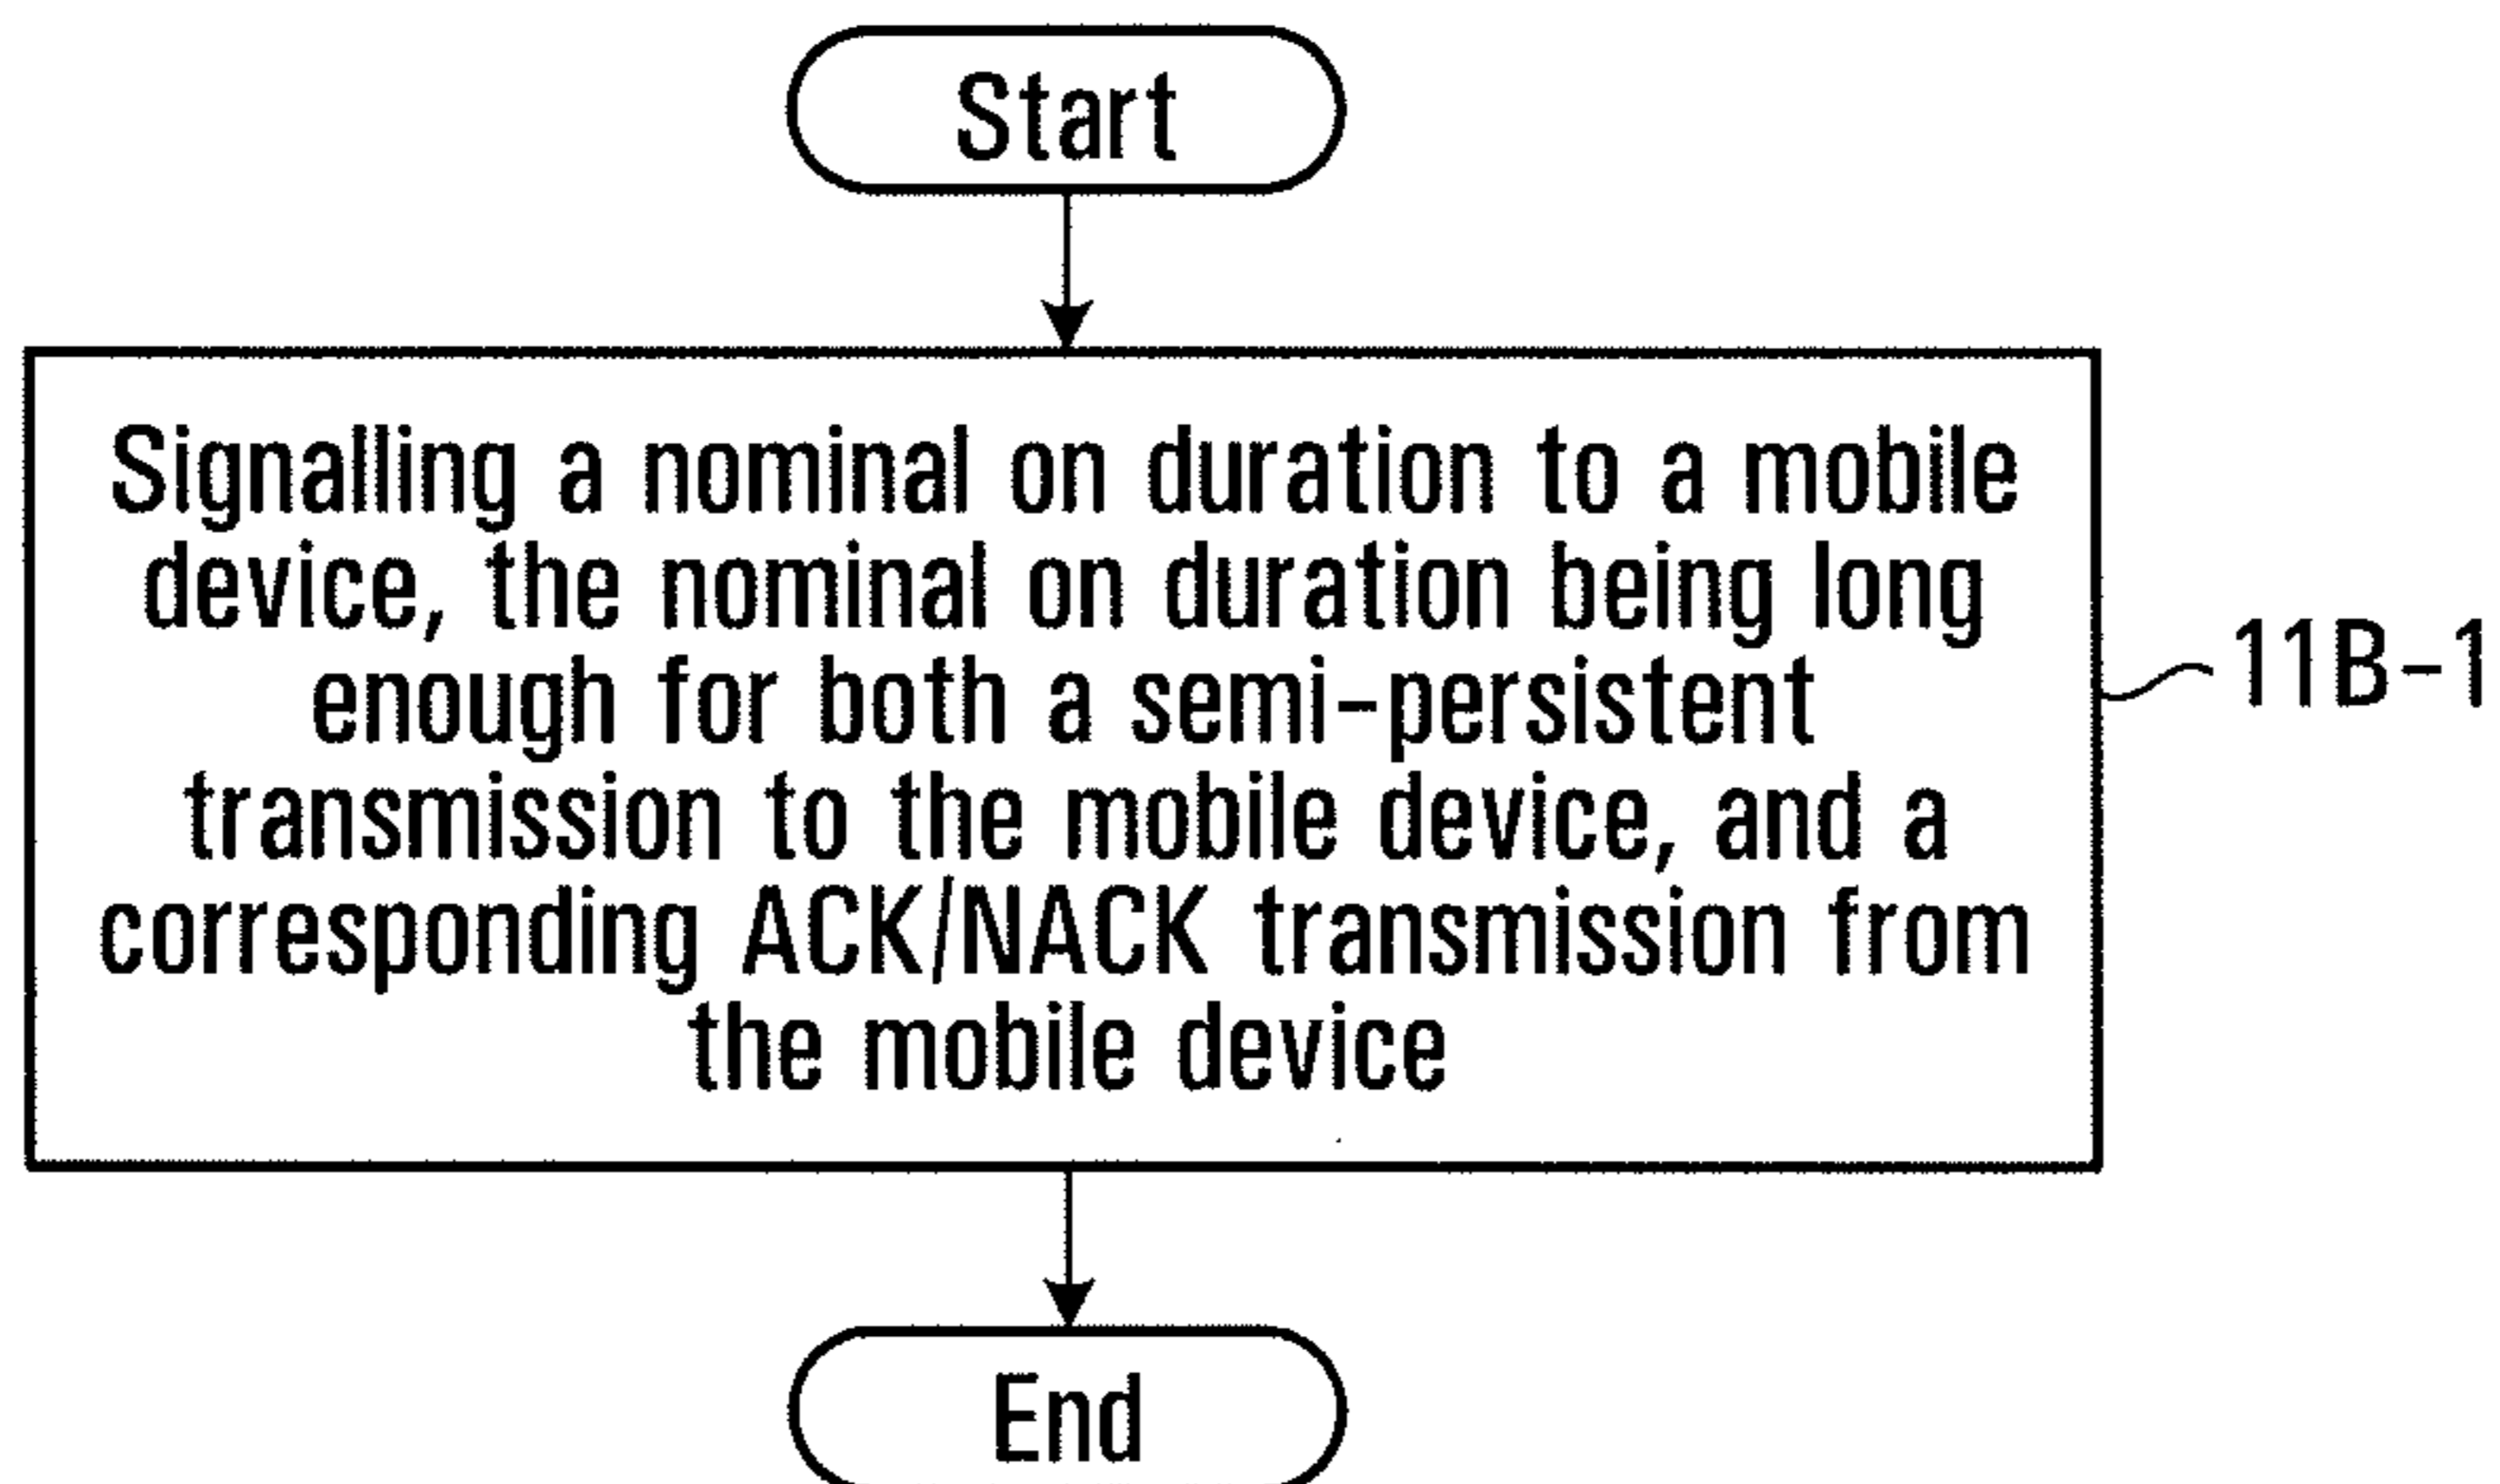 Start
Signalling a nominal on duration to a mobile
device, the nominal on duration being long
enough for both a semi-persistent
transmission to the mobile device, and a
corresponding ACK/NACK transmission from
the mobile device
11B-1
End